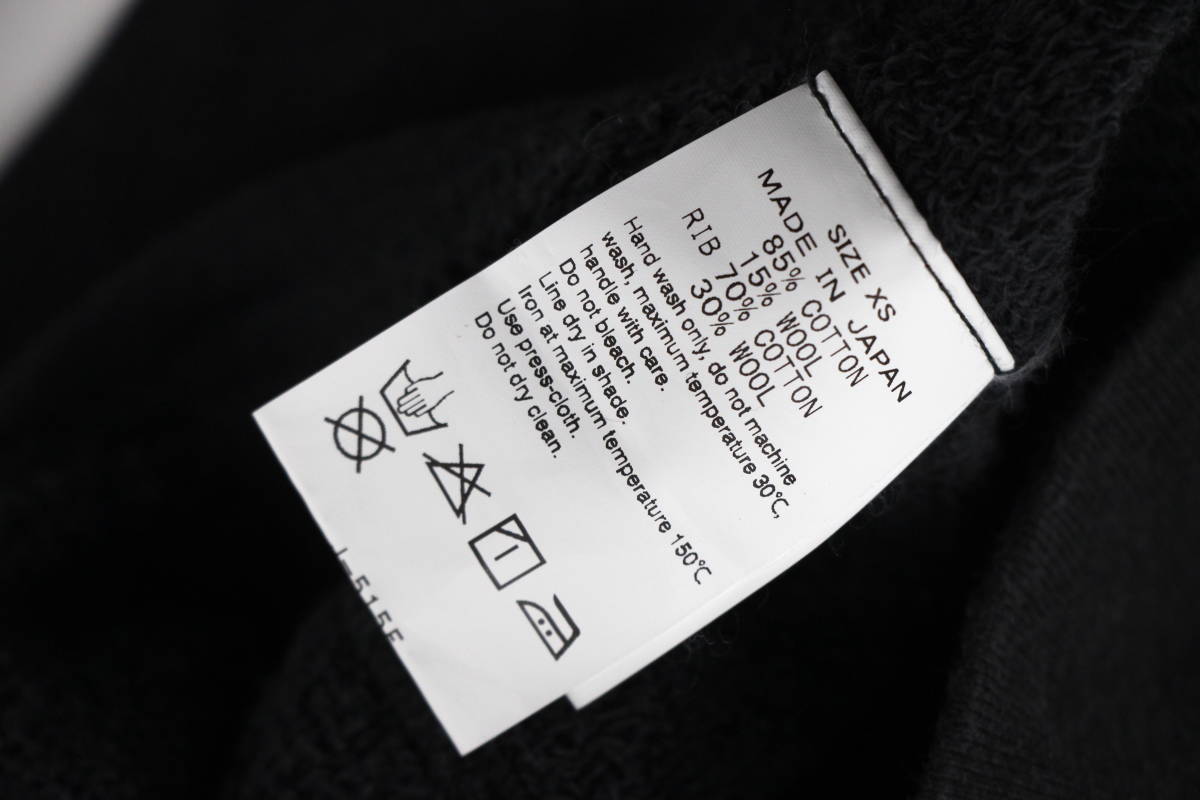 SIZE XS
MADE IN JAPAN
85% COTTON
15% WOOL
RIB 70% COTTON
30% WOOL
Hand wash only, do not machine
wash, maximum temperature 30℃,
handle with care.
Do not bleach.
Line dry in shade.
Iron at maximum temperature 150℃
Use press-cloth.
Do not dry clean.